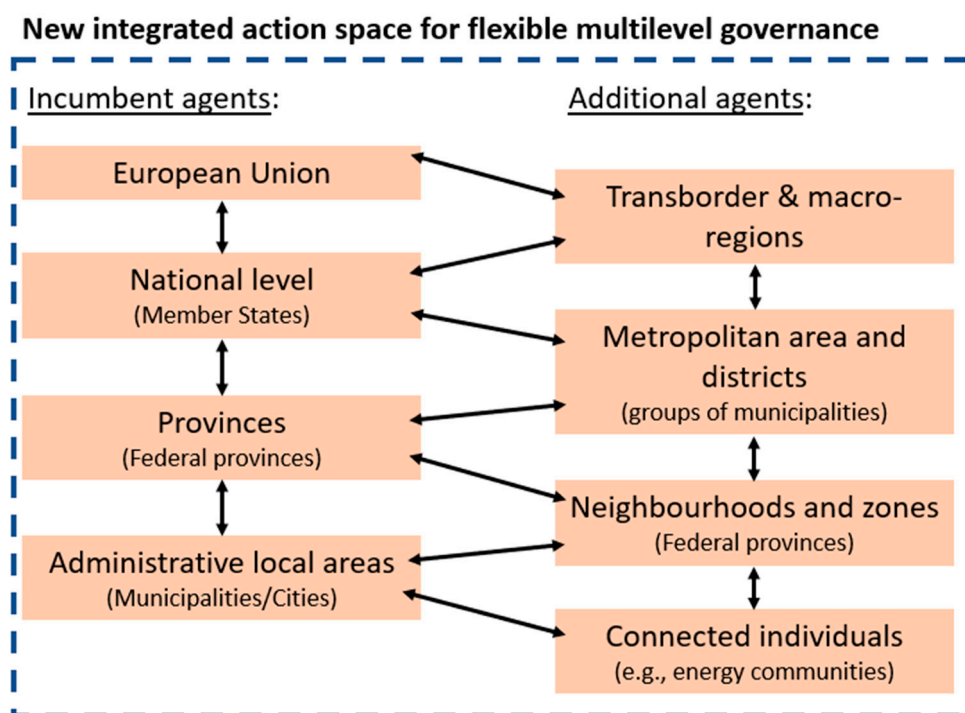 New integrated action space for flexible multilevel governance
Incumbent agents:
European Union
National level
(Member States)
Provinces
(Federal provinces)
Administrative local areas
(Municipalities/Cities)
Additional agents:
Transborder & macro-
regions
Metropolitan area and
districts
(groups of municipalities)
Neighbourhoods and zones
(Federal provinces)
Connected individuals
(e.g., energy communities)